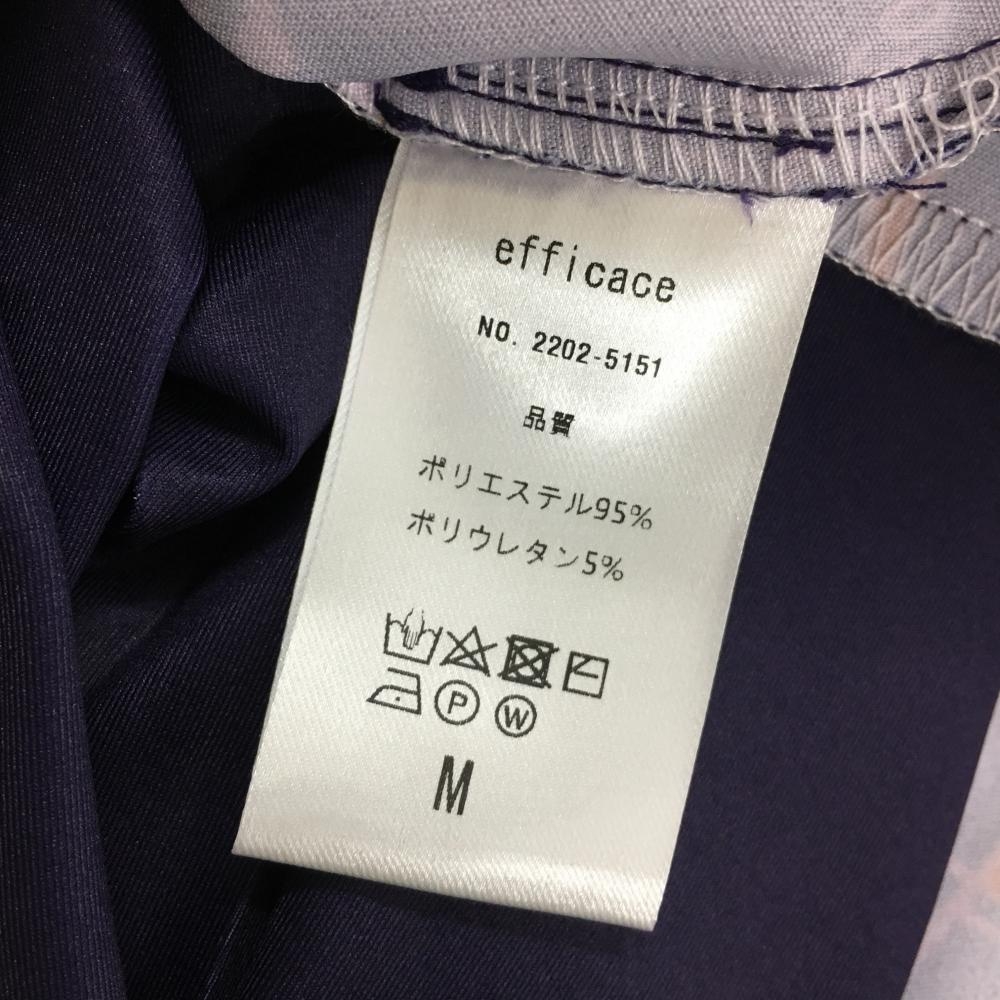 efficace
NO. 2202-5151
品質
ポリエステル95%
ポリウレタン5%
P W
M